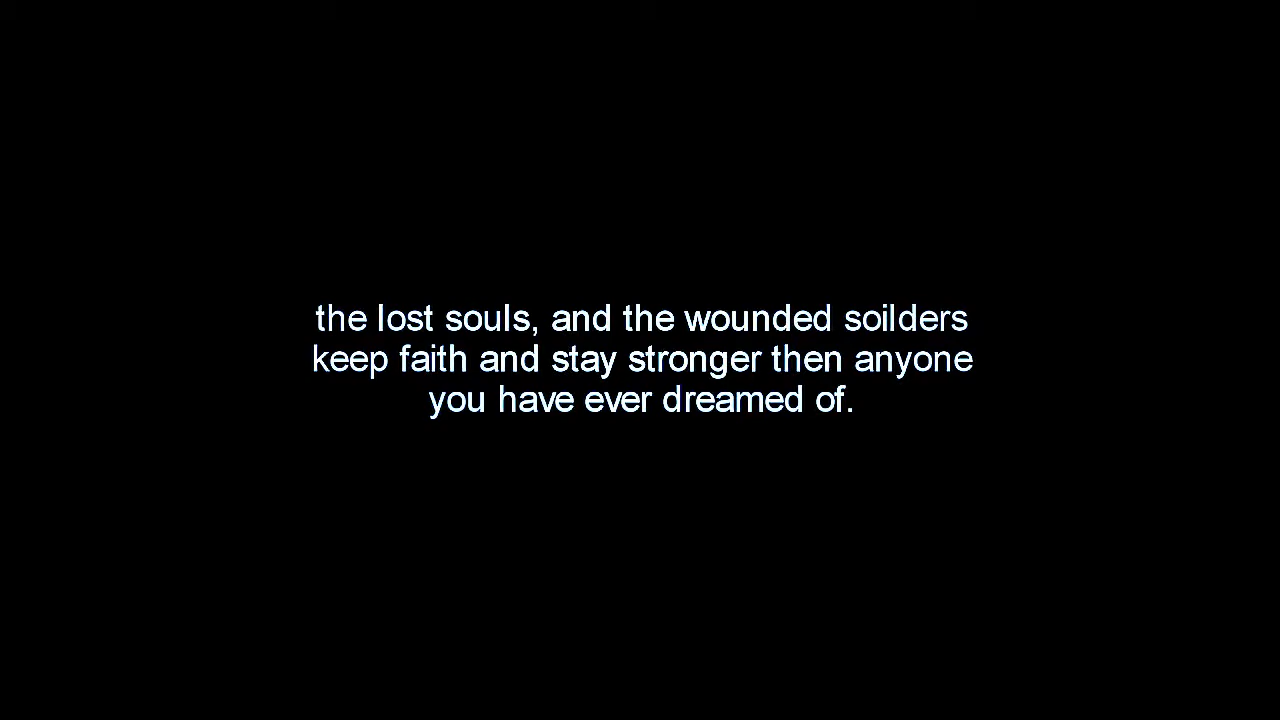 the lost souls, and the wounded soilders
keep faith and stay stronger then anyone
you have ever dreamed of.